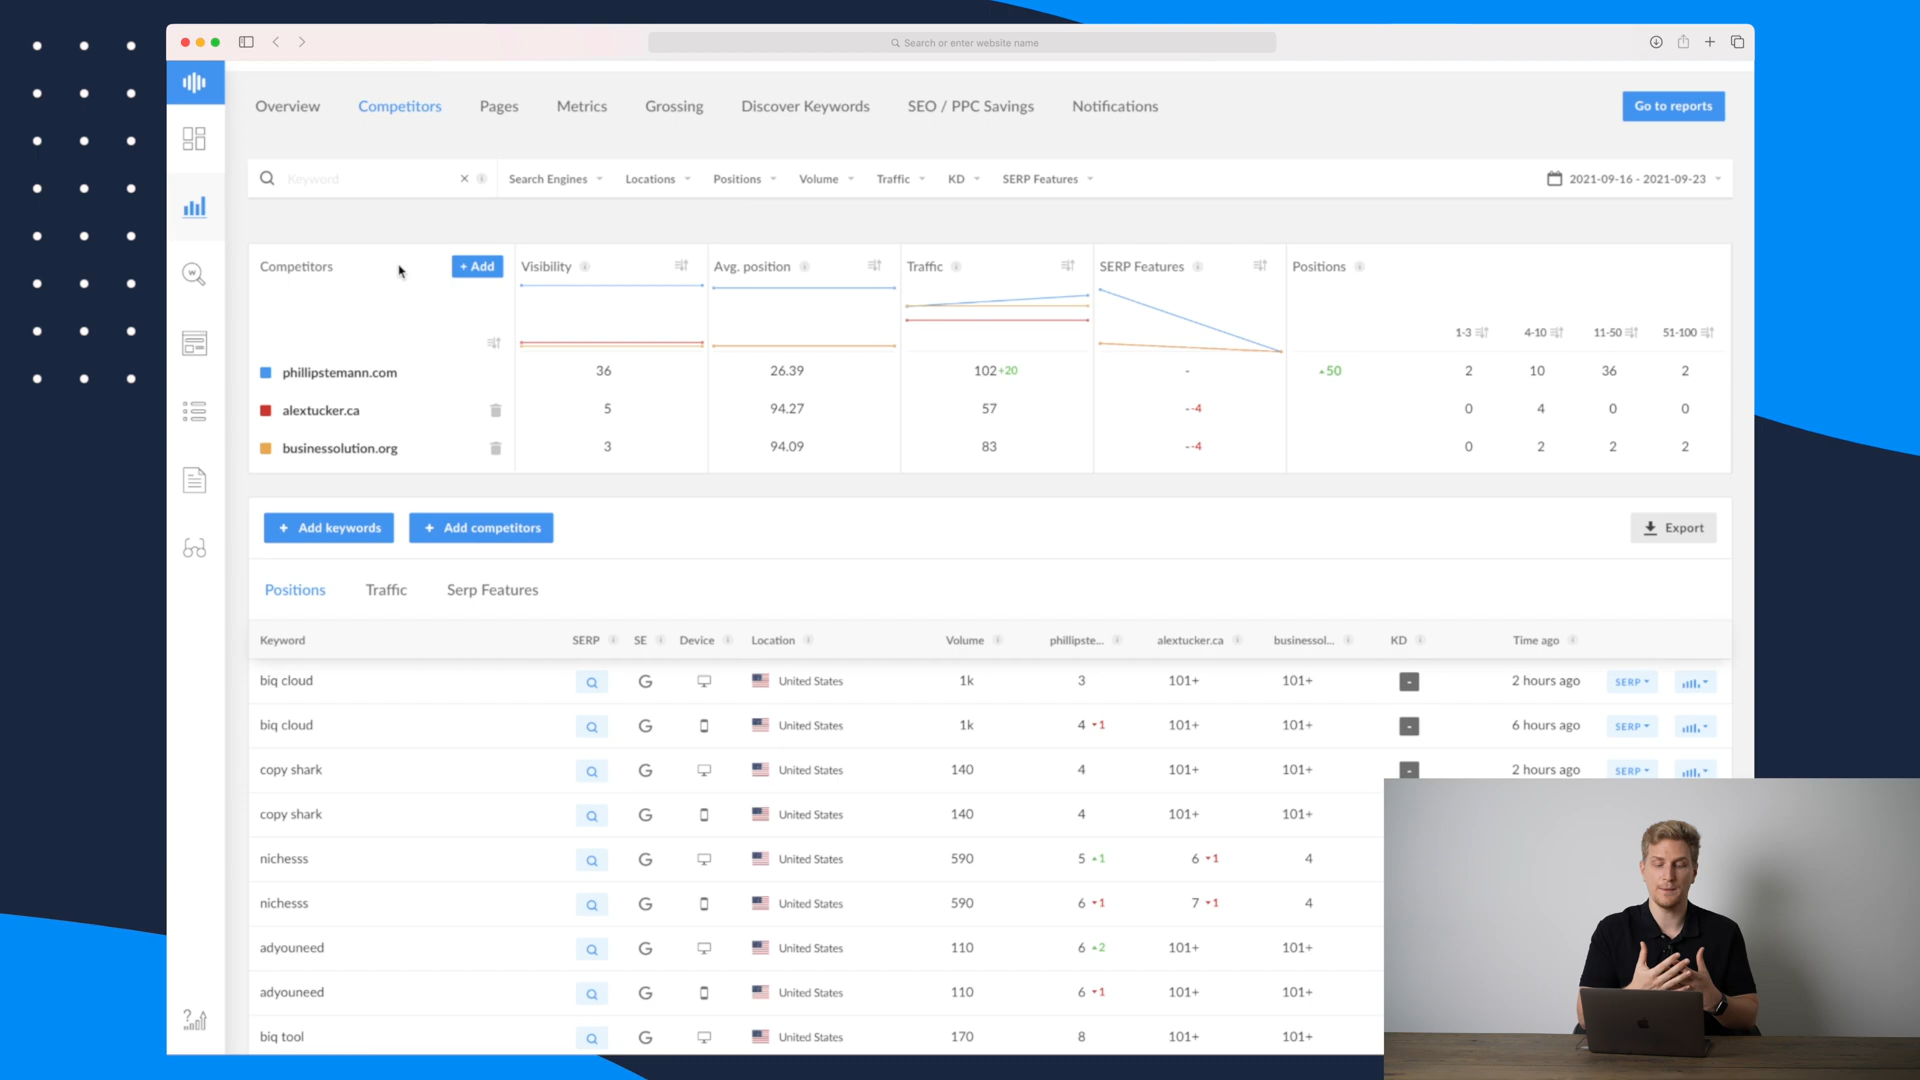 Search or enter website name
Overview Competitors Pages Metrics Grossing Discover Keywords SEO / PPC Savings Notifications Go to reports
Keyword Search Engines Locations Positions Volume Traffic KD SERP Features 2021-09-16 - 2021-09-23
Competitors + Add Visibility Avg. position Traffic SERP Features Positions
1-3 4-10 11-50 51-100
phillipstemann.com 36 26.39 102 +20 - 50 2 10 36 2
alextucker.ca 5 94.27 57 --4 0 4 0 0
businessolution.org 3 94.09 83 --4 0 2 2 2
+ Add keywords + Add competitors Export
Positions Traffic Serp Features
Keyword SERP SE Device Location Volume phillipste... alextucker.ca businessol... KD Time ago
biq cloud G United States 1k 3 101+ 101+ - 2 hours ago SERP
biq cloud G United States 1k 4 1 101+ 101+ - 6 hours ago SERP
copy shark G United States 140 4 101+ 101+ - 2 hours ago SERP
copy shark G United States 140 4 101+ 101+
nichesss G United States 590 5 1 6 1 4
nichesss G United States 590 6 1 7 1 4
adyouneed G United States 110 6 2 101+ 101+
adyouneed G United States 110 6 1 101+ 101+
biq tool G United States 170 8 101+ 101+